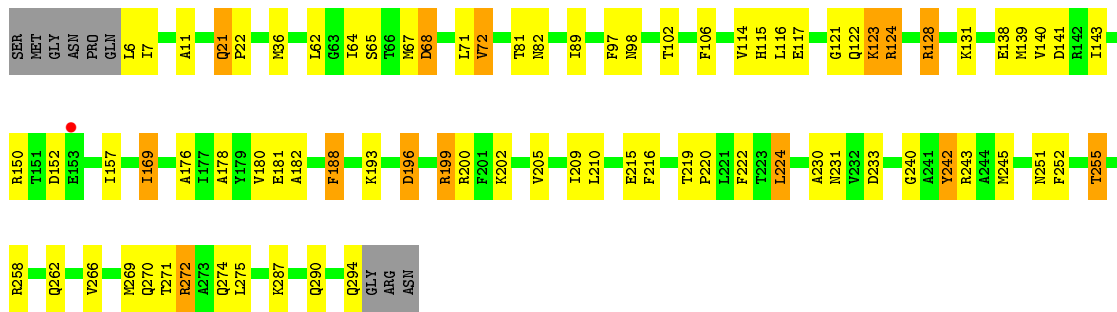 SER MET GLY ASN PRO GLN L6 I7 A11 Q21 P22 M36 L62 G63 I64 S65 T66 M67 D68 L71 V72 T81 N82 I89 F97 N98 T102 F106 V114 H115 L116 E117 G121 Q122 K123 R124 R128 K131 E138 M139 V140 D141 R142 I143
R150 T151 D152 E153 I157 I169 A176 I177 A178 Y179 V180 E181 A182 F188 K193 D196 R199 R200 F201 K202 V205 I209 L210 E215 F216 T219 P220 L221 F222 T223 L224 A230 N231 V232 D233 G240 A241 Y242 R243 A244 M245 N251 F252 T255
R258 Q262 V266 M269 Q270 T271 R272 A273 Q274 L275 K287 Q290 Q294 GLY ARG ASN